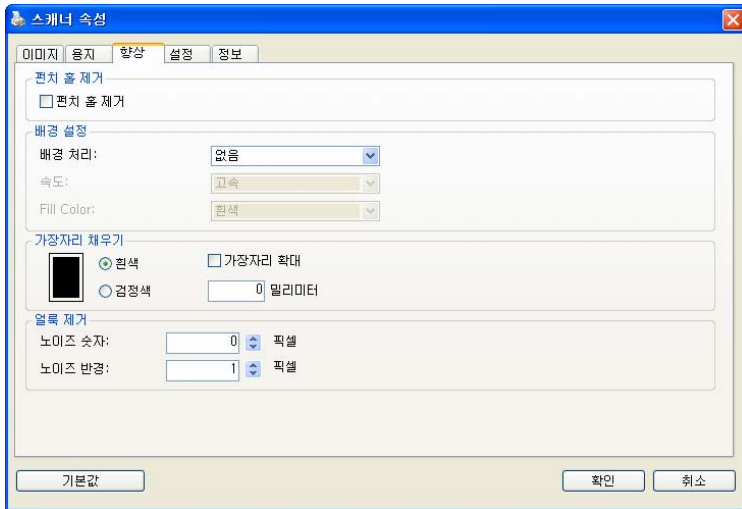 스캐너 속성
이미지 용지 향상 설정 정보
펀치 홀 제거
펀치 홀 제거
배경 설정
배경 처리: 없음
속도: 고속
Fill Color: 흰색
가장자리 채우기
흰색 가장자리 확대
검정색 0 밀리미터
얼룩 제거
노이즈 숫자: 0 픽셀
노이즈 반경: 1 픽셀
기본값 확인 취소